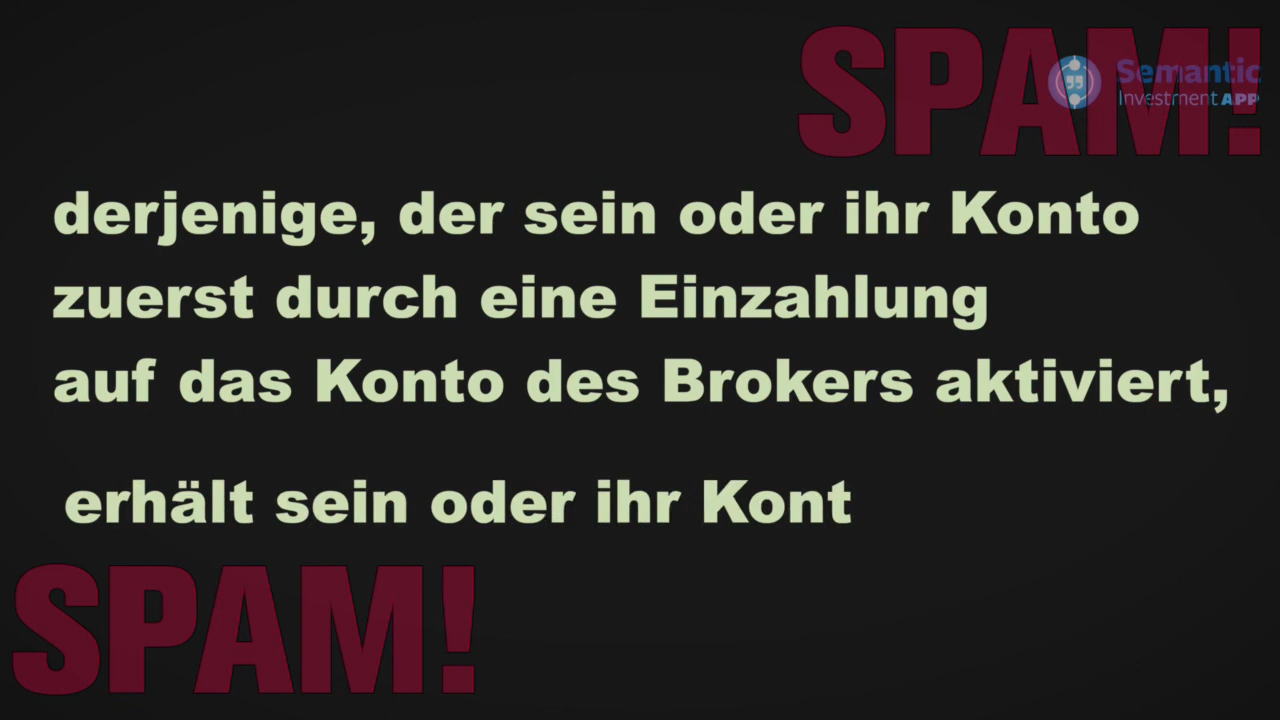 SPAM!
Semantic
Investment APP
derjenige, der sein oder ihr Konto
zuerst durch eine Einzahlung
auf das Konto des Brokers aktiviert,
erhält sein oder ihr Kont
SPAM!